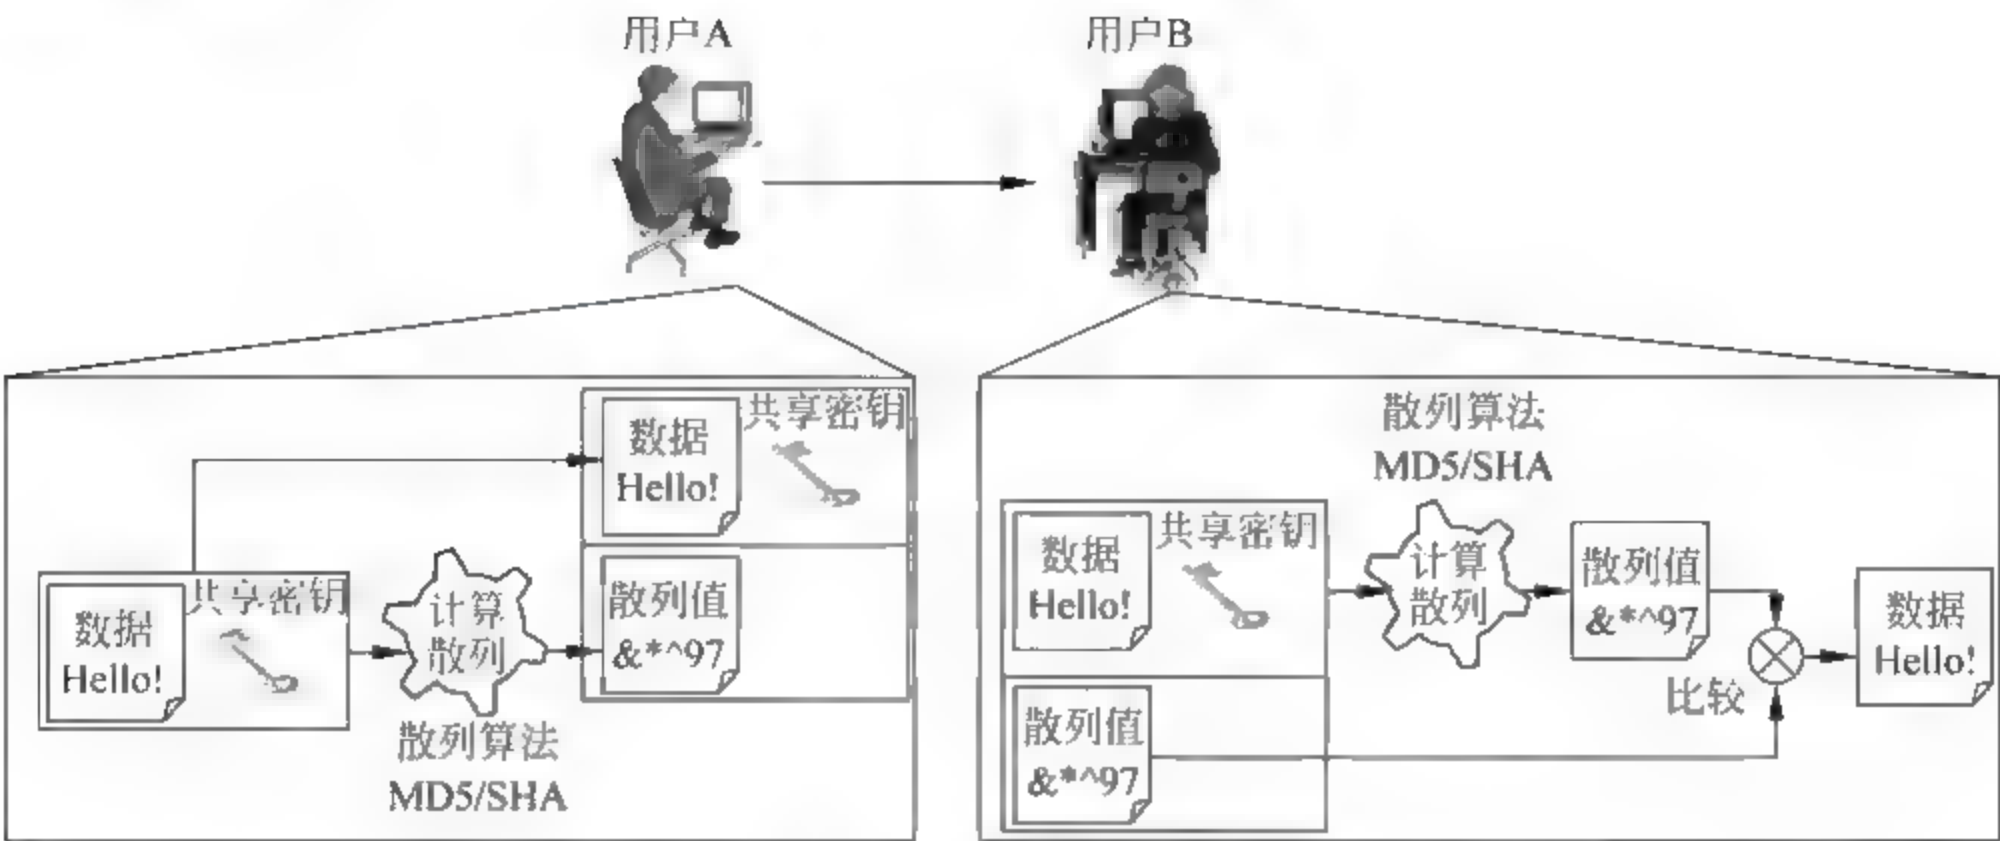 用户A
用户B
共享密钥
数据
Hello!
散列值
&*^97
共享密钥
数据
Hello!
计算
散列
散列算法
MD5/SHA
散列算法
MD5/SHA
共享密钥
数据
Hello!
计算
散列
散列值
&*^97
散列值
&*^97
比较
数据
Hello!